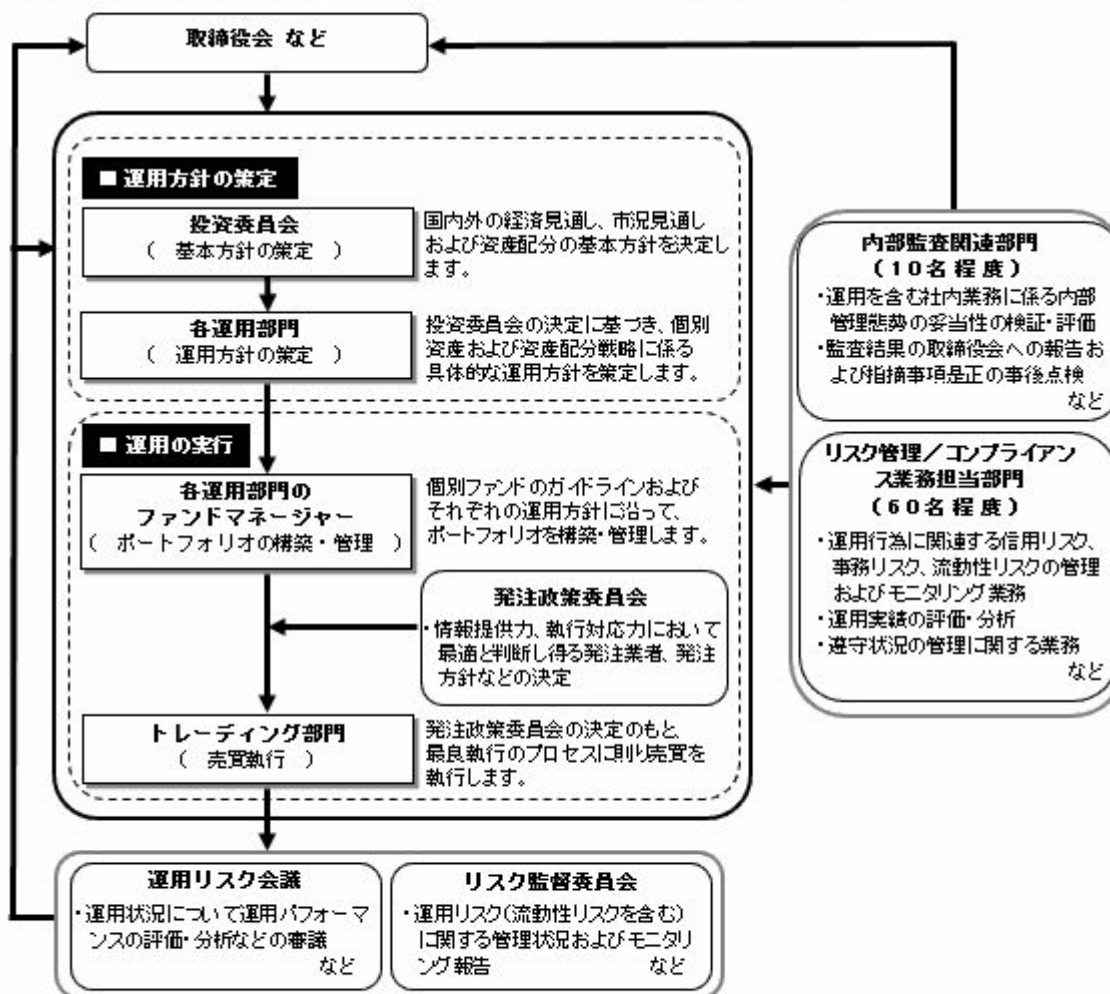 取締役会 など
■ 運用方針の策定
投資委員会
( 基本方針の策定 )
国内外の経済見通し、市況見通し
および資産配分の基本方針を決定し
ます。
各運用部門
( 運用方針の策定 )
投資委員会の決定に基づき、個別
資産および資産配分戦略に係る
具体的な運用方針を策定します。
■ 運用の実行
各運用部門の
ファンドマネージャー
( ポートフォリオの構築・管理 )
個別ファンドのガイドラインおよび
それぞれの運用方針に沿って、
ポートフォリオを構築・管理します。
発注政策委員会
・情報提供力、執行対応力において
最適と判断し得る発注業者、発注
方針などの決定
トレーディング部門
( 売買執行 )
発注政策委員会の決定のもと、
最良執行のプロセスに則り売買を
執行します。
内部監査関連部門
(10名程度)
・運用を含む社内業務に係る内部
管理態勢の妥当性の検証・評価
・監査結果の取締役会への報告お
よび指摘事項是正の事後点検
など
リスク管理/コンプライアン
ス業務担当部門
(60名程度)
・運用行為に関連する信用リスク、
事務リスク、流動性リスクの管理
およびモニタリング業務
・運用実績の評価・分析
・遵守状況の管理に関する業務
など
運用リスク会議
・運用状況について運用パフォーマ
ンスの評価・分析などの審議
など
リスク監督委員会
・運用リスク(流動性リスクを含む)
に関する管理状況およびモニタリ
ング報告 など